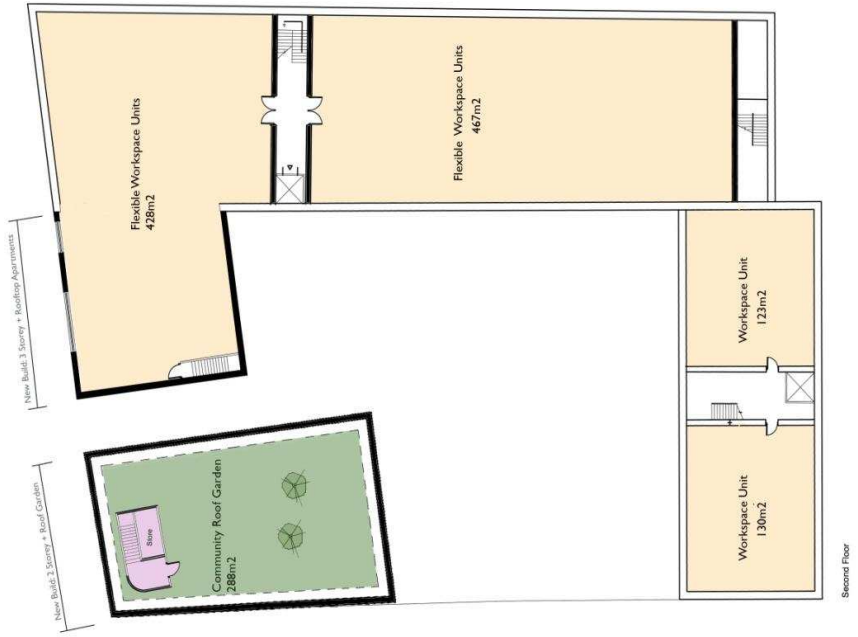 New Build: 3 Storey + Rooftop Apartments
Flexible Workspace Units
428m2
Flexible Workspace Units
467m2
New Build: 2 Storey + Roof Garden
Store
Community Roof Garden
288m2
Workspace Unit
123m2
Workspace Unit
130m2
Second Floor